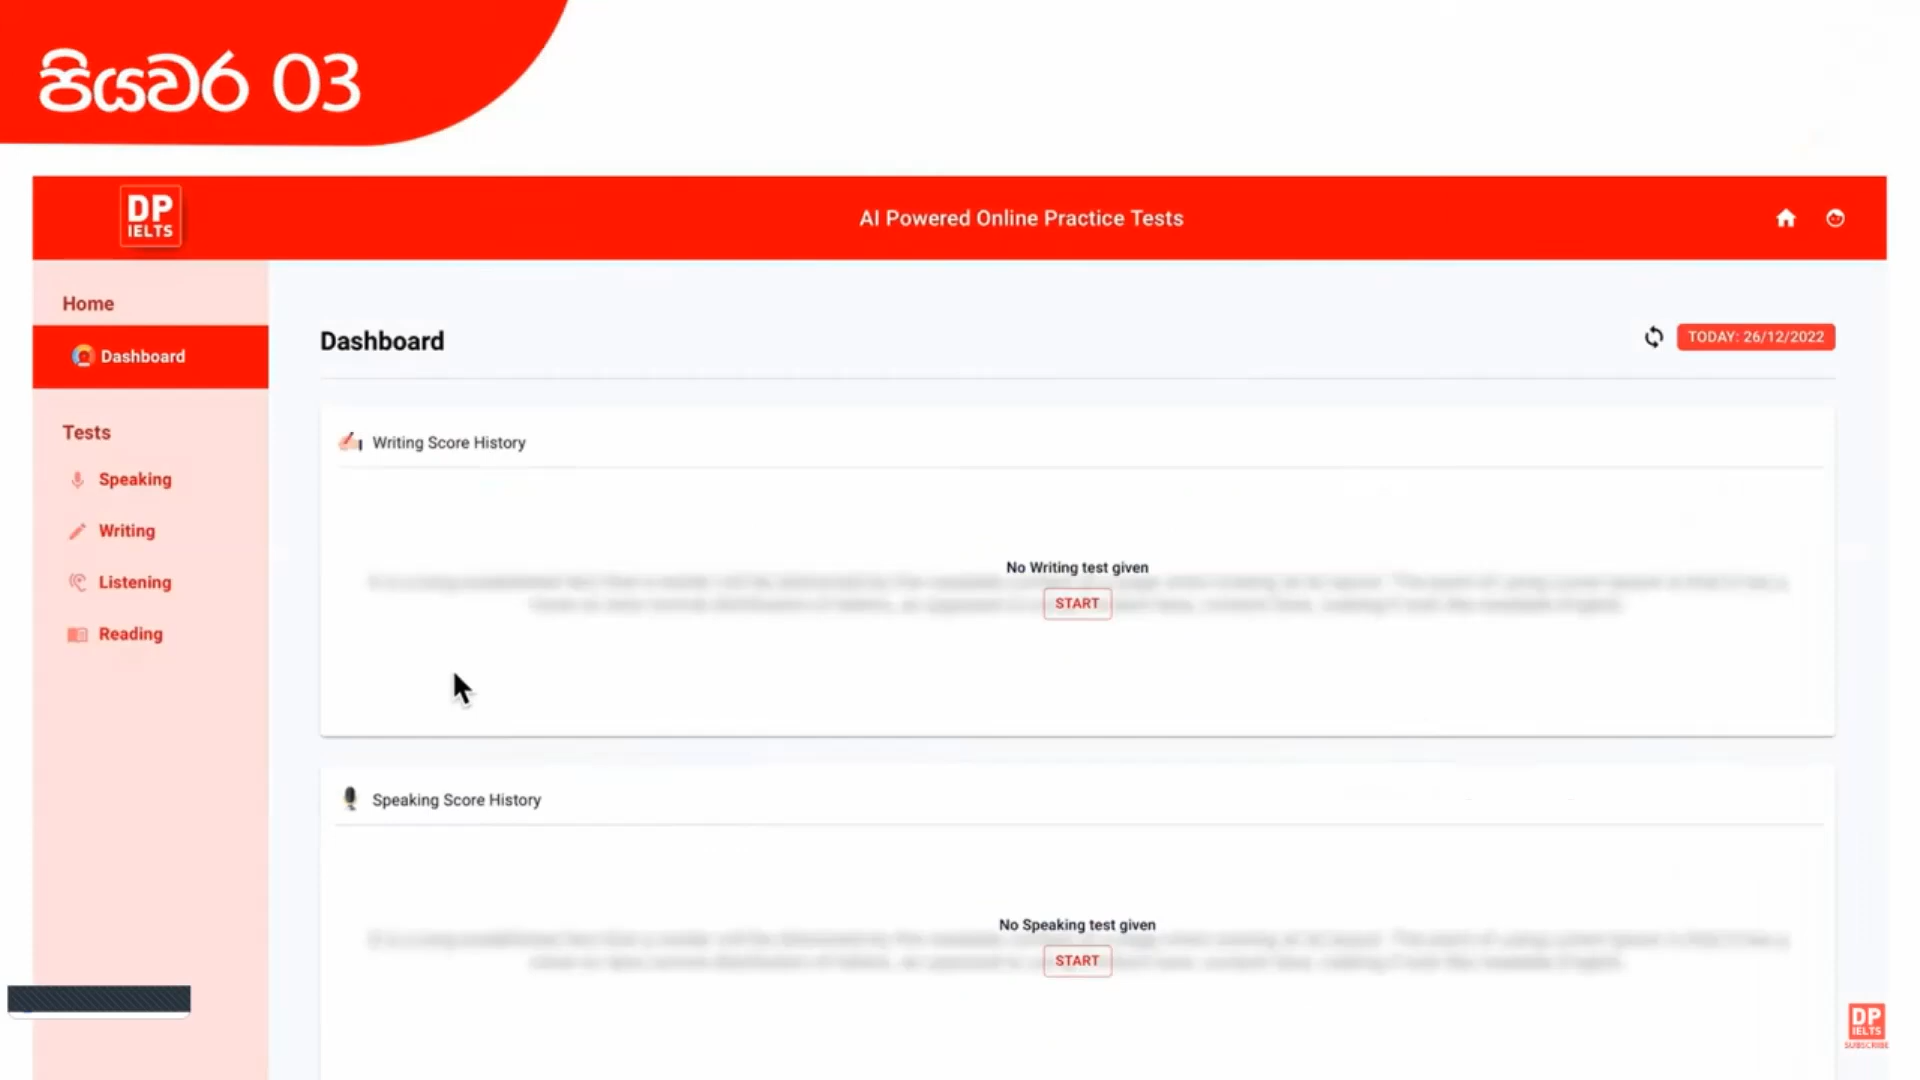 පියවර 03
DP
IELTS
AI Powered Online Practice Tests
Home
Dashboard
Tests
Speaking
Writing
Listening
Reading
Dashboard
TODAY: 26/12/2022
Writing Score History
No Writing test given
START
Speaking Score History
No Speaking test given
START
DP
IELTS
SUBSCRIBE